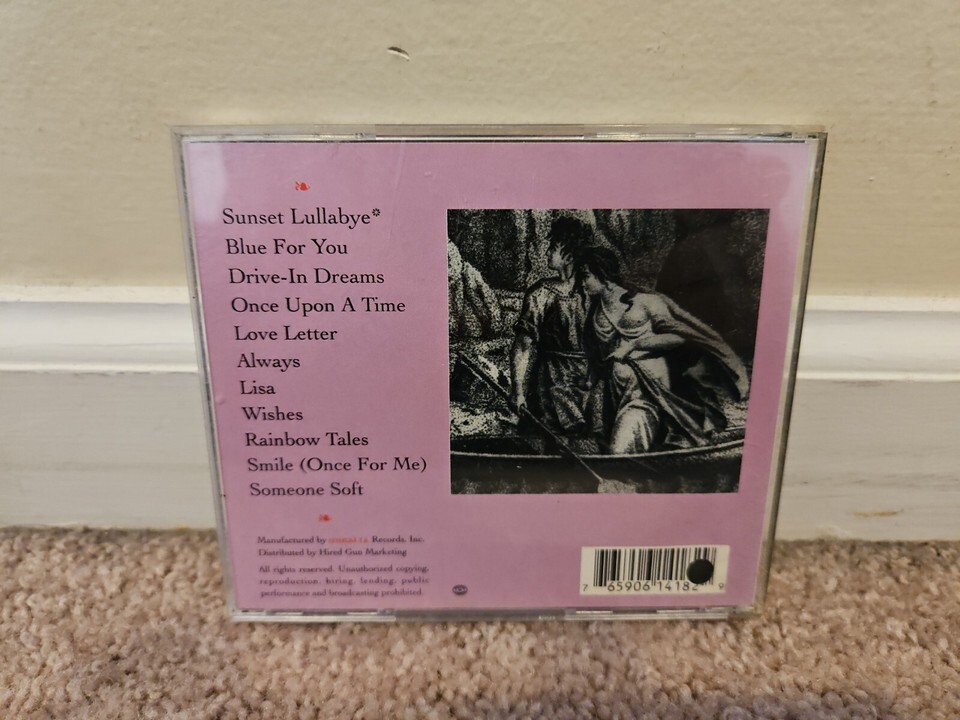 Sunset Lullabye*
Blue For You
Drive-In Dreams
Once Upon A Time
Love Letter
Always
Lisa
Wishes
Rainbow Tales
Smile (Once For Me)
Someone Soft
Manufactured by Records, Inc.
Distributed by Hired Gun Marketing
All rights reserved. Unauthorized copying,
reproduction, hiring, lending, public
performance and broadcasting prohibited.
7 65906 14182 9